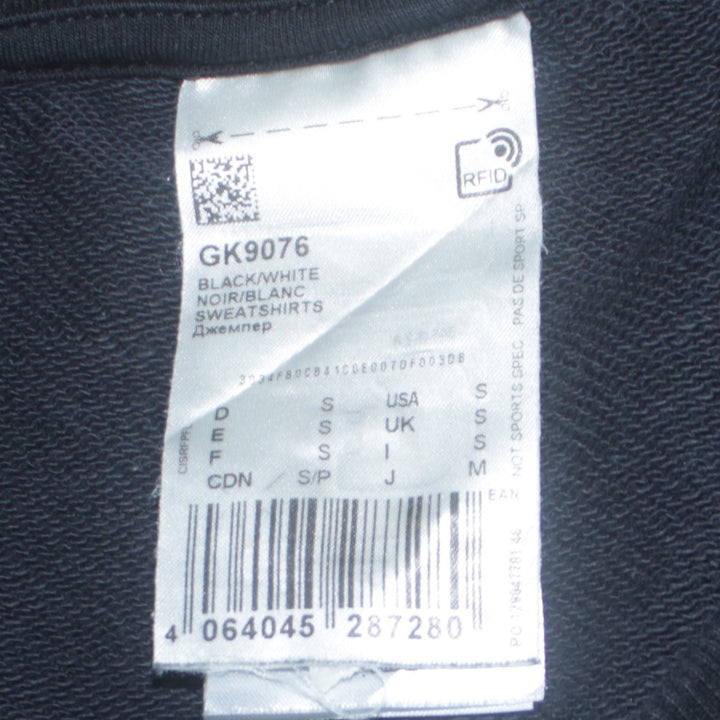 RFID
GK9076
BLACK/WHITE
NOIR/BLANC
SWEATSHIRTS
Джемпер
D S USA S
E S UK S
F S I S
CDN S/P J M
EAN
4 064045 287280
NOT SPORTS SPEC PAS DE SPORT SP